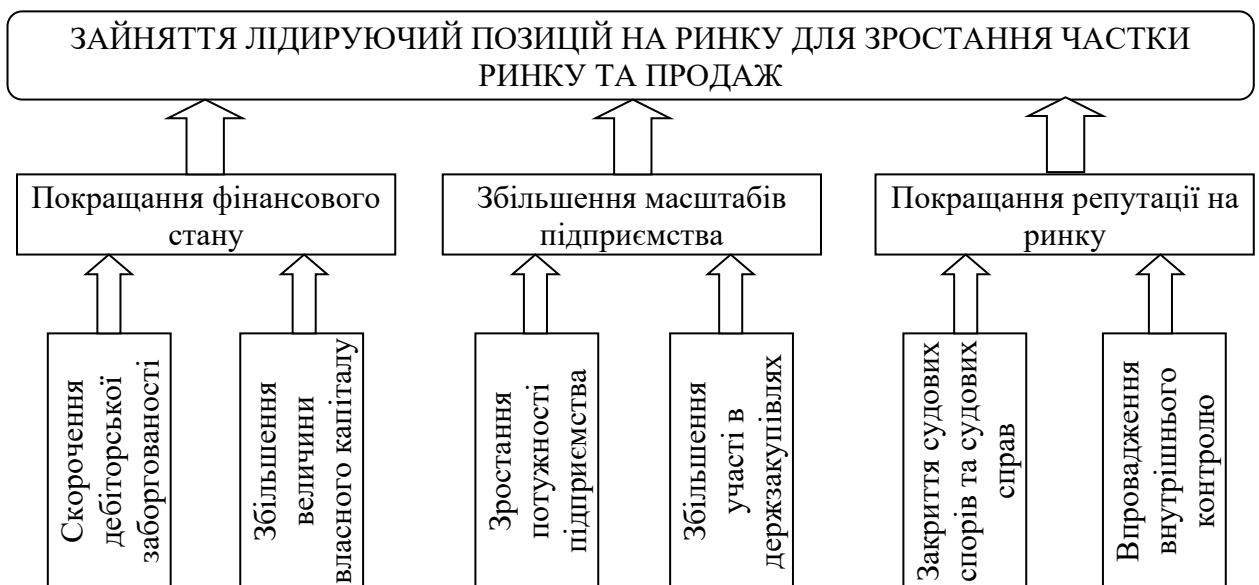 ЗАЙНЯТТЯ ЛІДИРУЮЧИЙ ПОЗИЦІЙ НА РИНКУ ДЛЯ ЗРОСТАННЯ ЧАСТКИ
РИНКУ ТА ПРОДАЖ
Покращання фінансового
стану
Збільшення масштабів
підприємства
Покращання репутації на
ринку
Скорочення
дебіторської
заборгованості
Збільшення
величини
власного капіталу
Зростання
потужності
підприємства
Збільшення
участі в
держзакупівлях
Закриття судових
спорів та судових
справ
Впровадження
внутрішнього
контролю